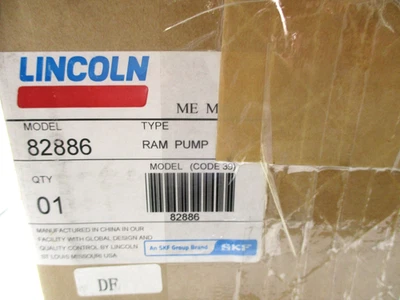 LINCOLN
ME M
MODEL TYPE
82886 RAM PUMP
MODEL (CODE 39)
QTY
01
82886
MANUFACTURED IN CHINA IN OUR
FACILITY WITH GLOBAL DESIGN AND
QUALITY CONTROL BY LINCOLN
ST LOUIS MISSOURI USA
An SKF Group Brand SKF
DF